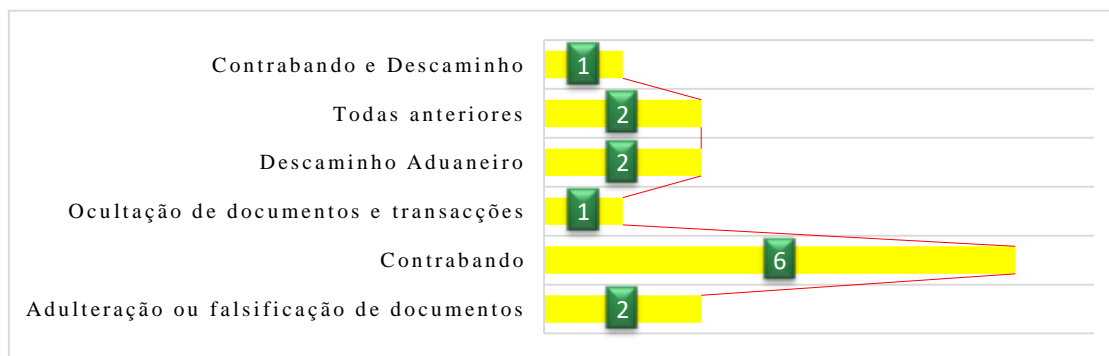 Contrabando e Descaminho 1
Todas anteriores 2
Descaminho Aduaneiro 2
Ocultação de documentos e transacções 1
Contrabando 6
Adulteração ou falsificação de documentos 2